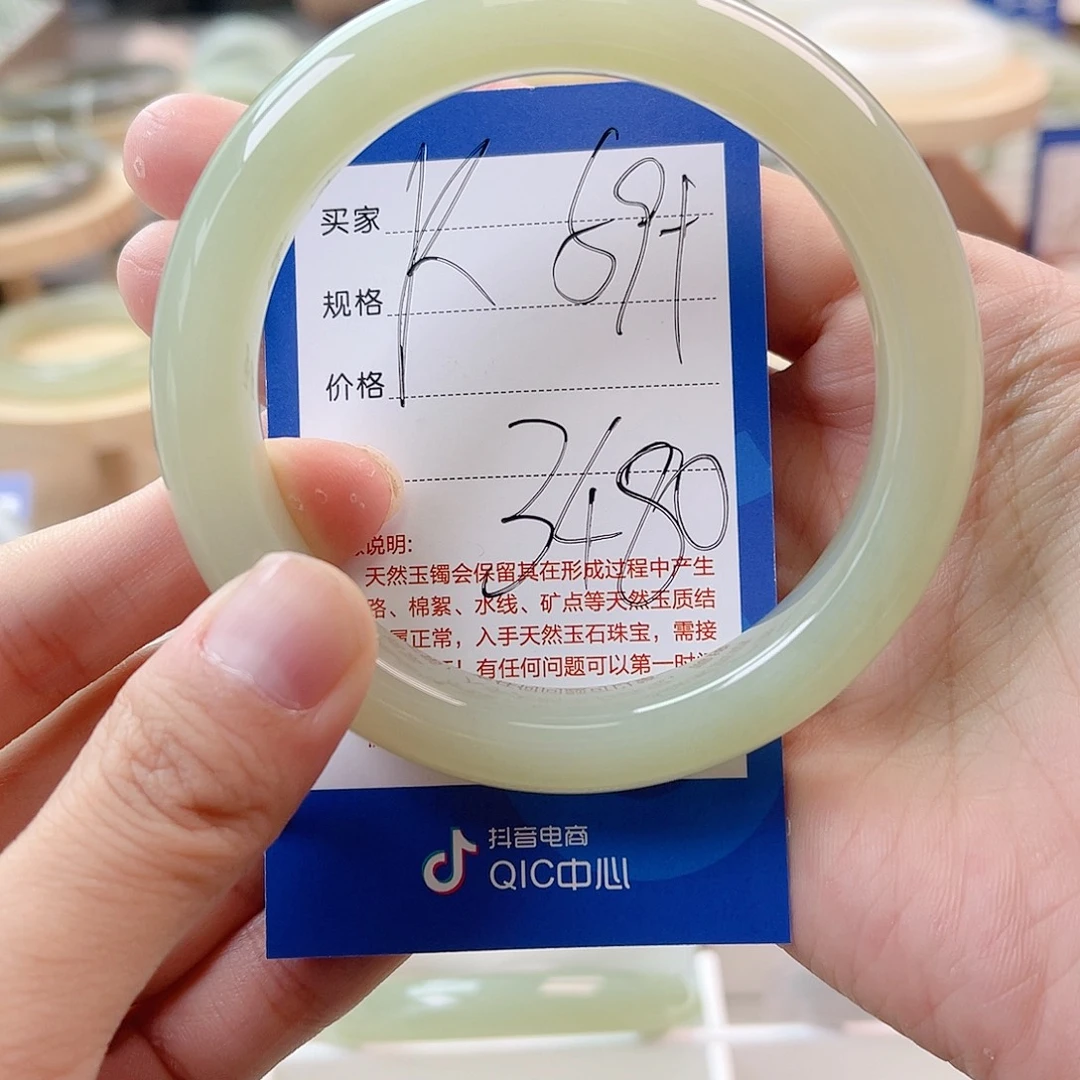 买家 K 69+
规格
价格
3480
说明:
天然玉镯会保留其在形成过程中产生
路、棉絮、水线、矿点等天然玉质结
正常，入手天然玉石珠宝，需接
！有任何问题可以第一时
抖音电商
QIC中心